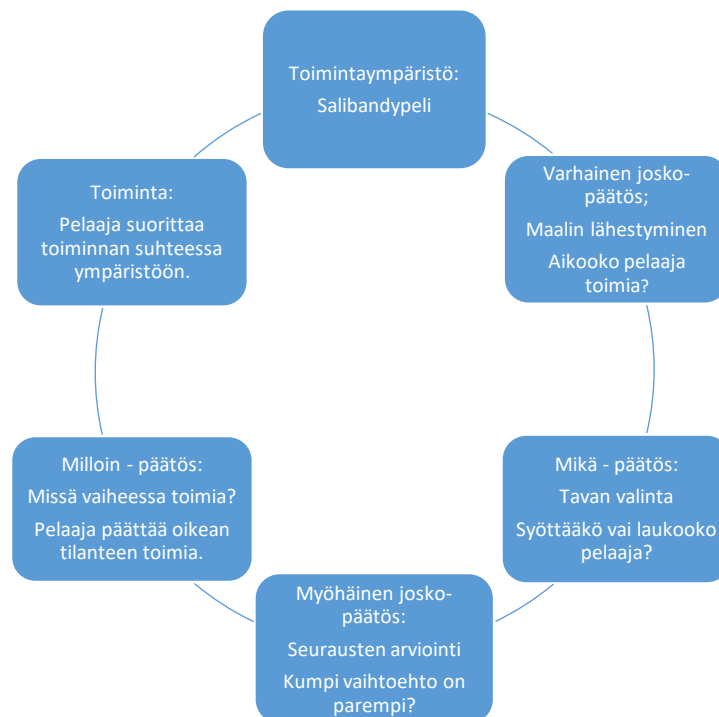 Toimintaympäristö:
Salibandypeli
Varhainen josko-
päätös;
Maalin lähestyminen
Aikooko pelaaja
toimia?
Mikä - päätös:
Tavan valinta
Syöttääkö vai laukooko
pelaaja?
Myöhäinen josko-
päätös:
Seurausten arviointi
Kumpi vaihtoehto on
parempi?
Milloin - päätös:
Missä vaiheessa toimia?
Pelaaja päättää oikean
tilanteen toimia.
Toiminta:
Pelaaja suorittaa
toiminnan suhteessa
ympäristöön.